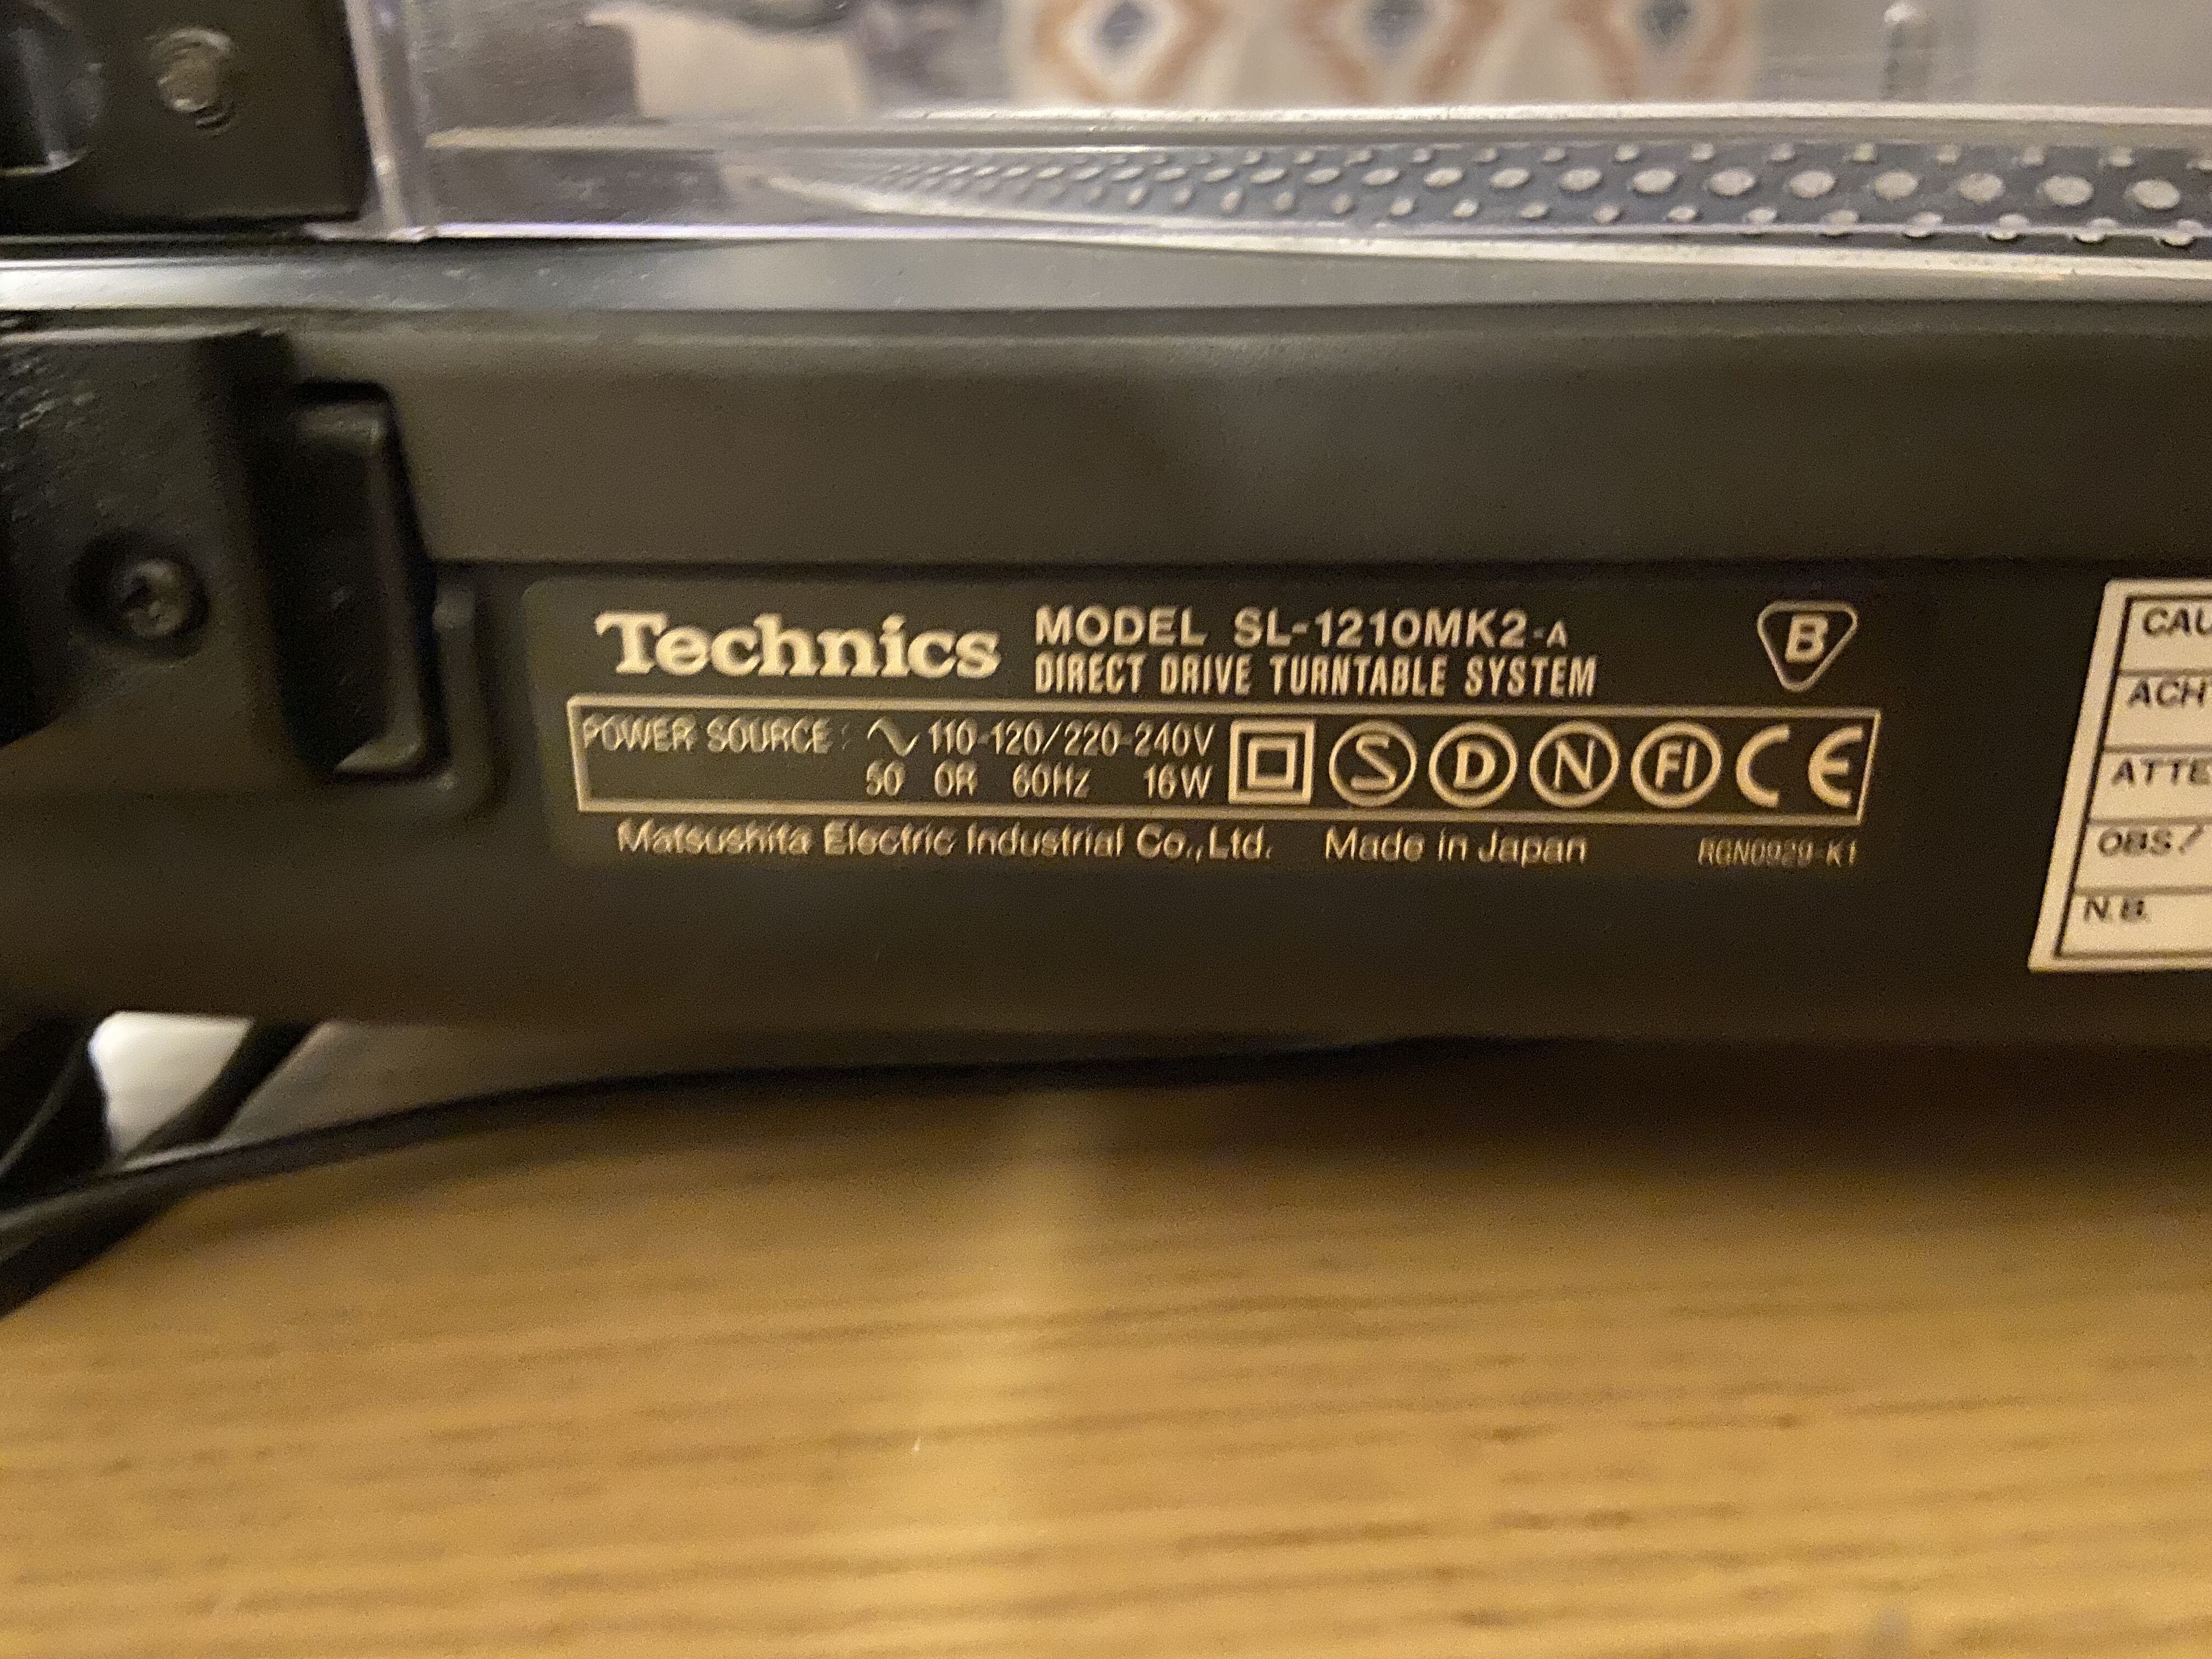 Technics MODEL SL-1210MK2-A
DIRECT DRIVE TURNTABLE SYSTEM
B
POWER SOURCE : ∿ 110-120/220-240V
50 OR 60Hz 16W
S D N FI CE
Matsushita Electric Industrial Co.,Ltd. Made in Japan RGN0929-K1
CAU
ACH
ATTE
OBS/
N.B.